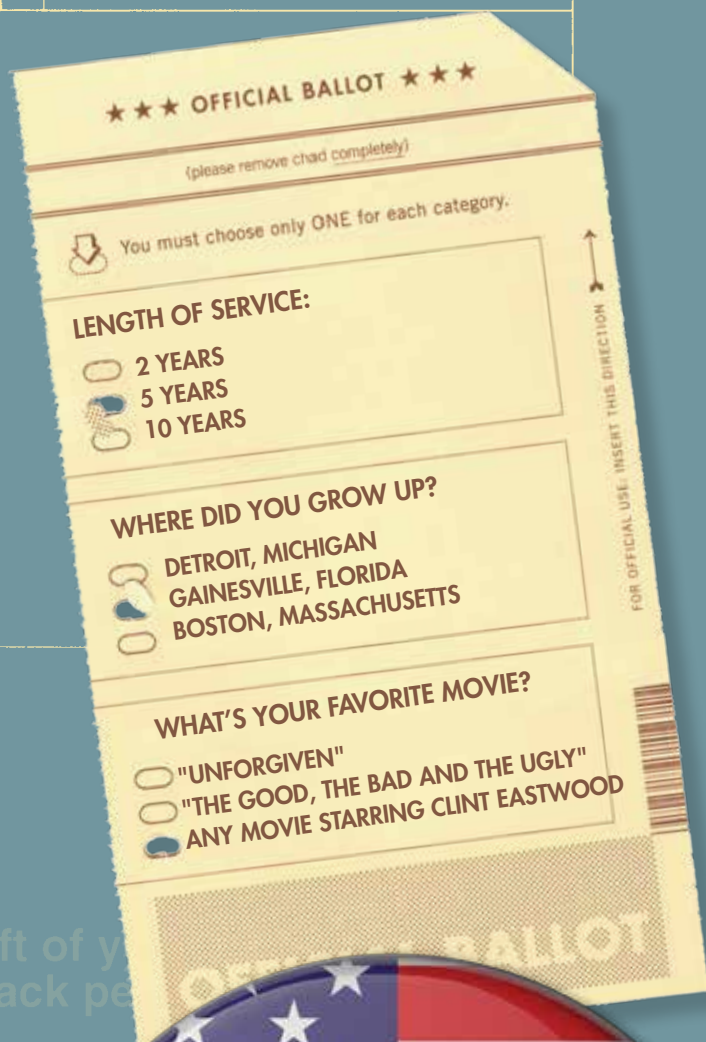 ★ ★ ★ OFFICIAL BALLOT ★ ★ ★
(please remove chad completely)
You must choose only ONE for each category.
LENGTH OF SERVICE:
2 YEARS
5 YEARS
10 YEARS
WHERE DID YOU GROW UP?
DETROIT, MICHIGAN
GAINESVILLE, FLORIDA
BOSTON, MASSACHUSETTS
WHAT'S YOUR FAVORITE MOVIE?
"UNFORGIVEN"
"THE GOOD, THE BAD AND THE UGLY"
ANY MOVIE STARRING CLINT EASTWOOD
FOR OFFICIAL USE: INSERT THIS DIRECTION
OFFICIAL BALLOT